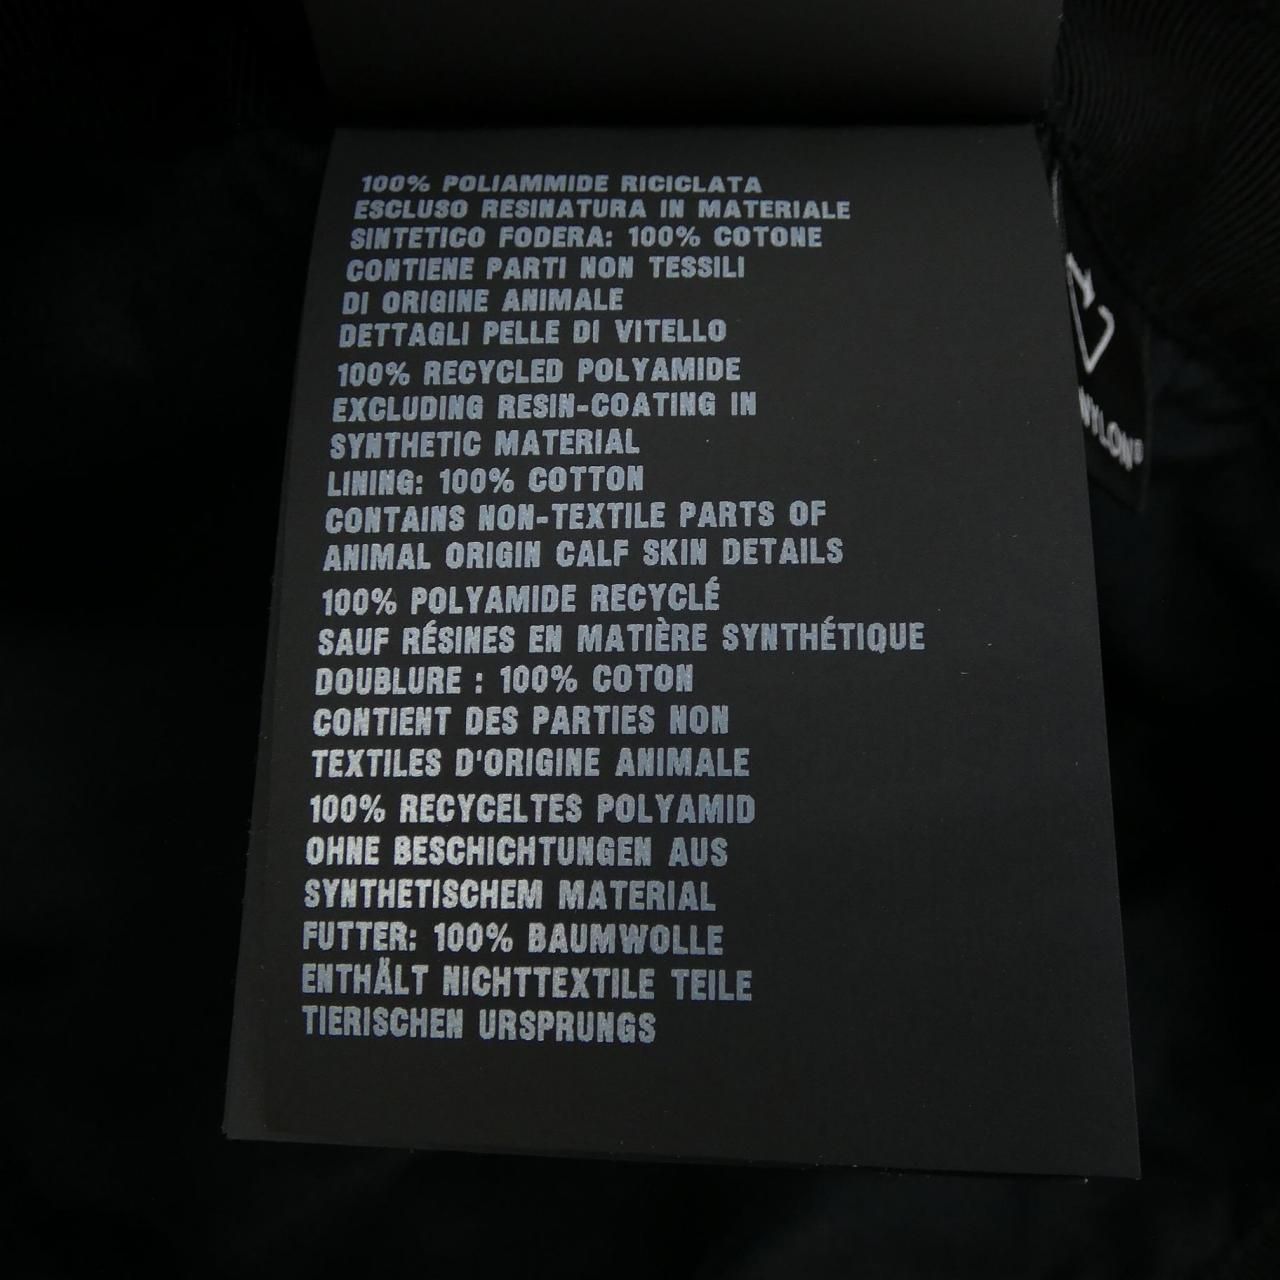 100% POLIAMMIDE RICICLATA
ESCLUSO RESINATURA IN MATERIALE
SINTETICO FODERA: 100% COTONE
CONTIENE PARTI NON TESSILI
DI ORIGINE ANIMALE
DETTAGLI PELLE DI VITELLO
100% RECYCLED POLYAMIDE
EXCLUDING RESIN-COATING IN
SYNTHETIC MATERIAL
LINING: 100% COTTON
CONTAINS NON-TEXTILE PARTS OF
ANIMAL ORIGIN CALF SKIN DETAILS
100% POLYAMIDE RECYCLÉ
SAUF RÉSINES EN MATIÈRE SYNTHÉTIQUE
DOUBLURE : 100% COTON
CONTIENT DES PARTIES NON
TEXTILES D'ORIGINE ANIMALE
100% RECYCELTES POLYAMID
OHNE BESCHICHTUNGEN AUS
SYNTHETISCHEM MATERIAL
FUTTER: 100% BAUMWOLLE
ENTHÄLT NICHTTEXTILE TEILE
TIERISCHEN URSPRUNGS
NYLON®